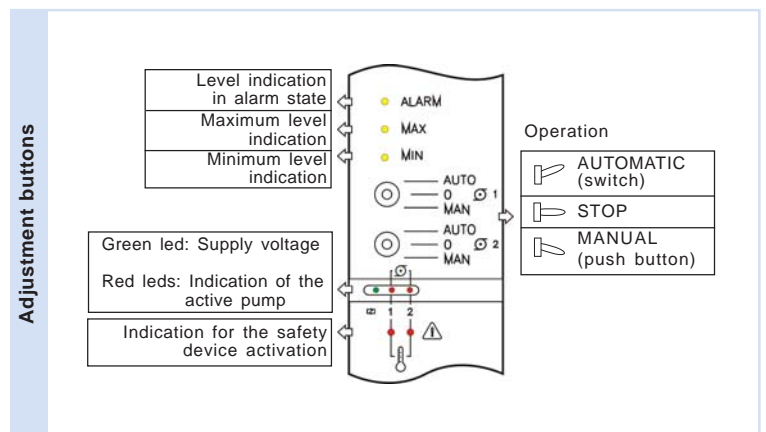 Adjustment buttons
Level indication
in alarm state
Maximum level
indication
Minimum level
indication
Green led: Supply voltage
Red leds: Indication of the
active pump
Indication for the safety
device activation
ALARM
MAX
MIN
AUTO
0 1
MAN
AUTO
0 2
MAN
1 2
Operation
AUTOMATIC
(switch)
STOP
MANUAL
(push button)